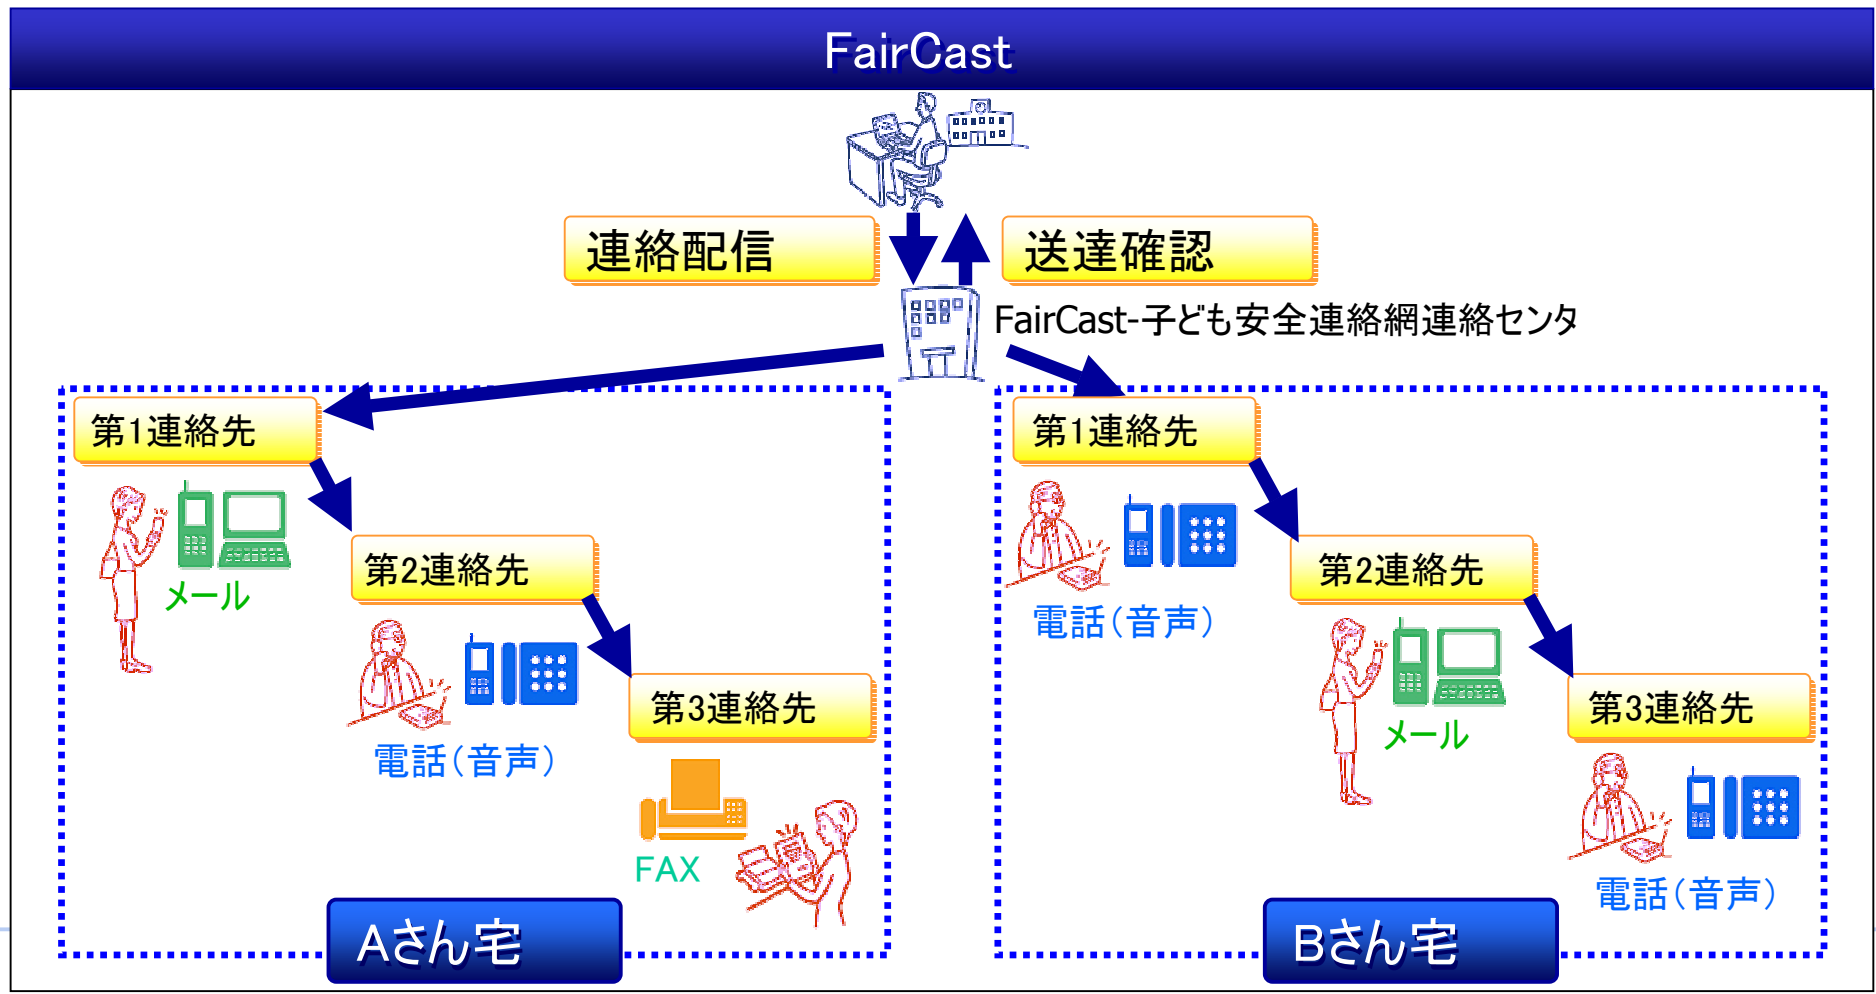 FairCast
連絡配信
送達確認
FairCast-子ども安全連絡網連絡センタ
第1連絡先
メール
第2連絡先
電話(音声)
第3連絡先
FAX
Aさん宅
第1連絡先
電話(音声)
第2連絡先
メール
第3連絡先
電話(音声)
Bさん宅